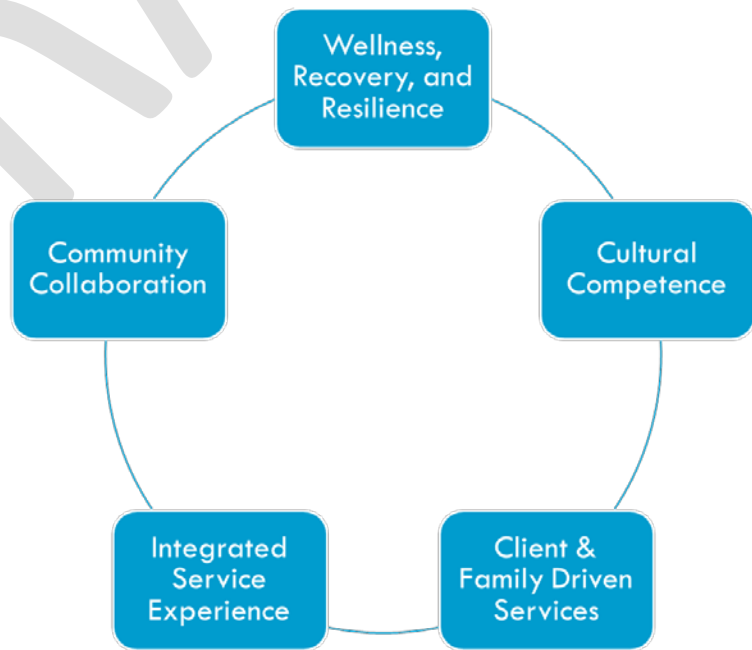 Wellness,
Recovery, and
Resilience
Cultural
Competence
Client &
Family Driven
Services
Integrated
Service
Experience
Community
Collaboration